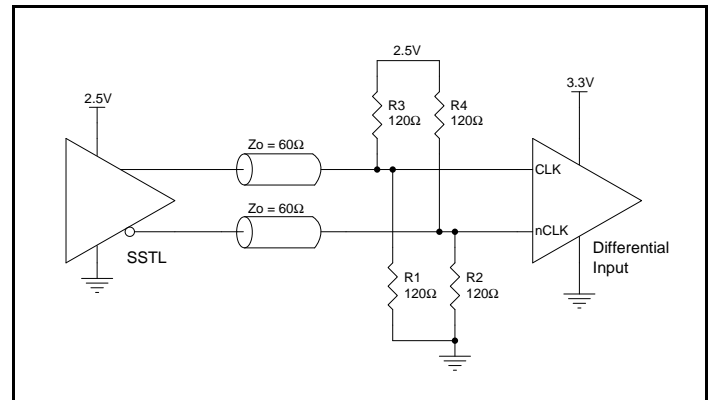 2.5V
2.5V
3.3V
R3
120Ω
R4
120Ω
Zo = 60Ω
CLK
Zo = 60Ω
nCLK
SSTL
Differential
Input
R1
120Ω
R2
120Ω